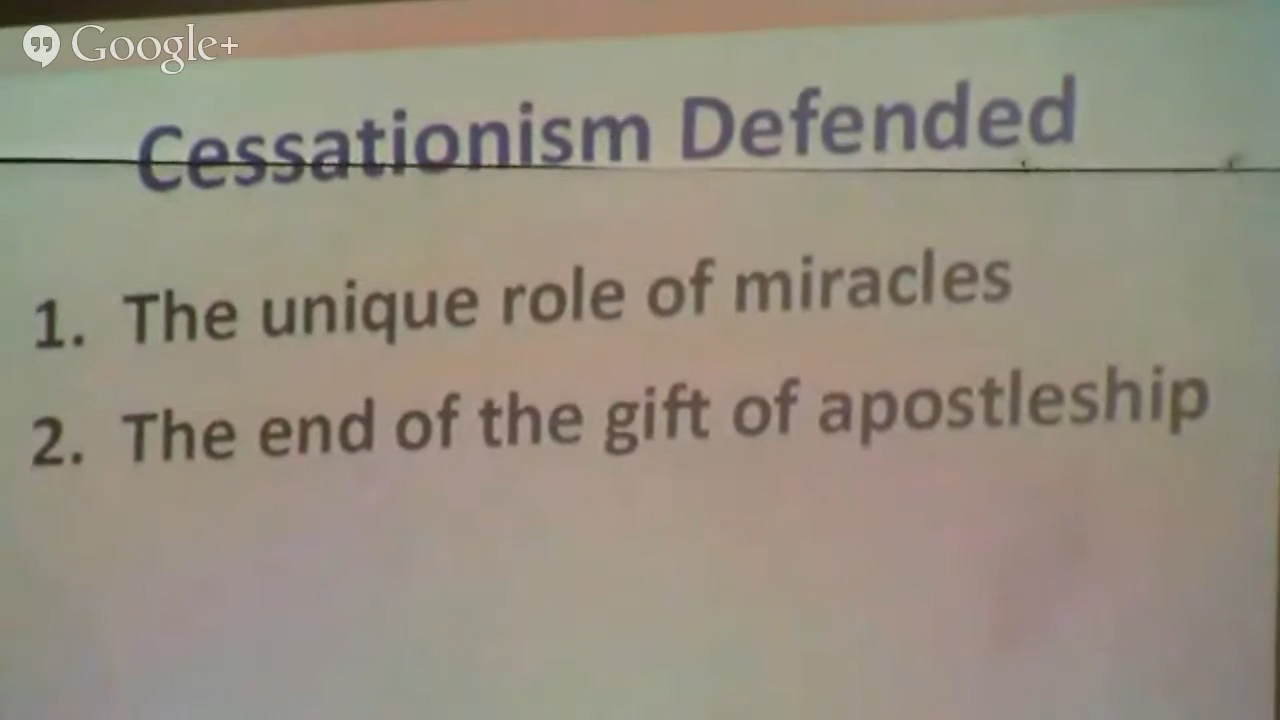 Google+
Cessationism Defended
1. The unique role of miracles
2. The end of the gift of apostleship